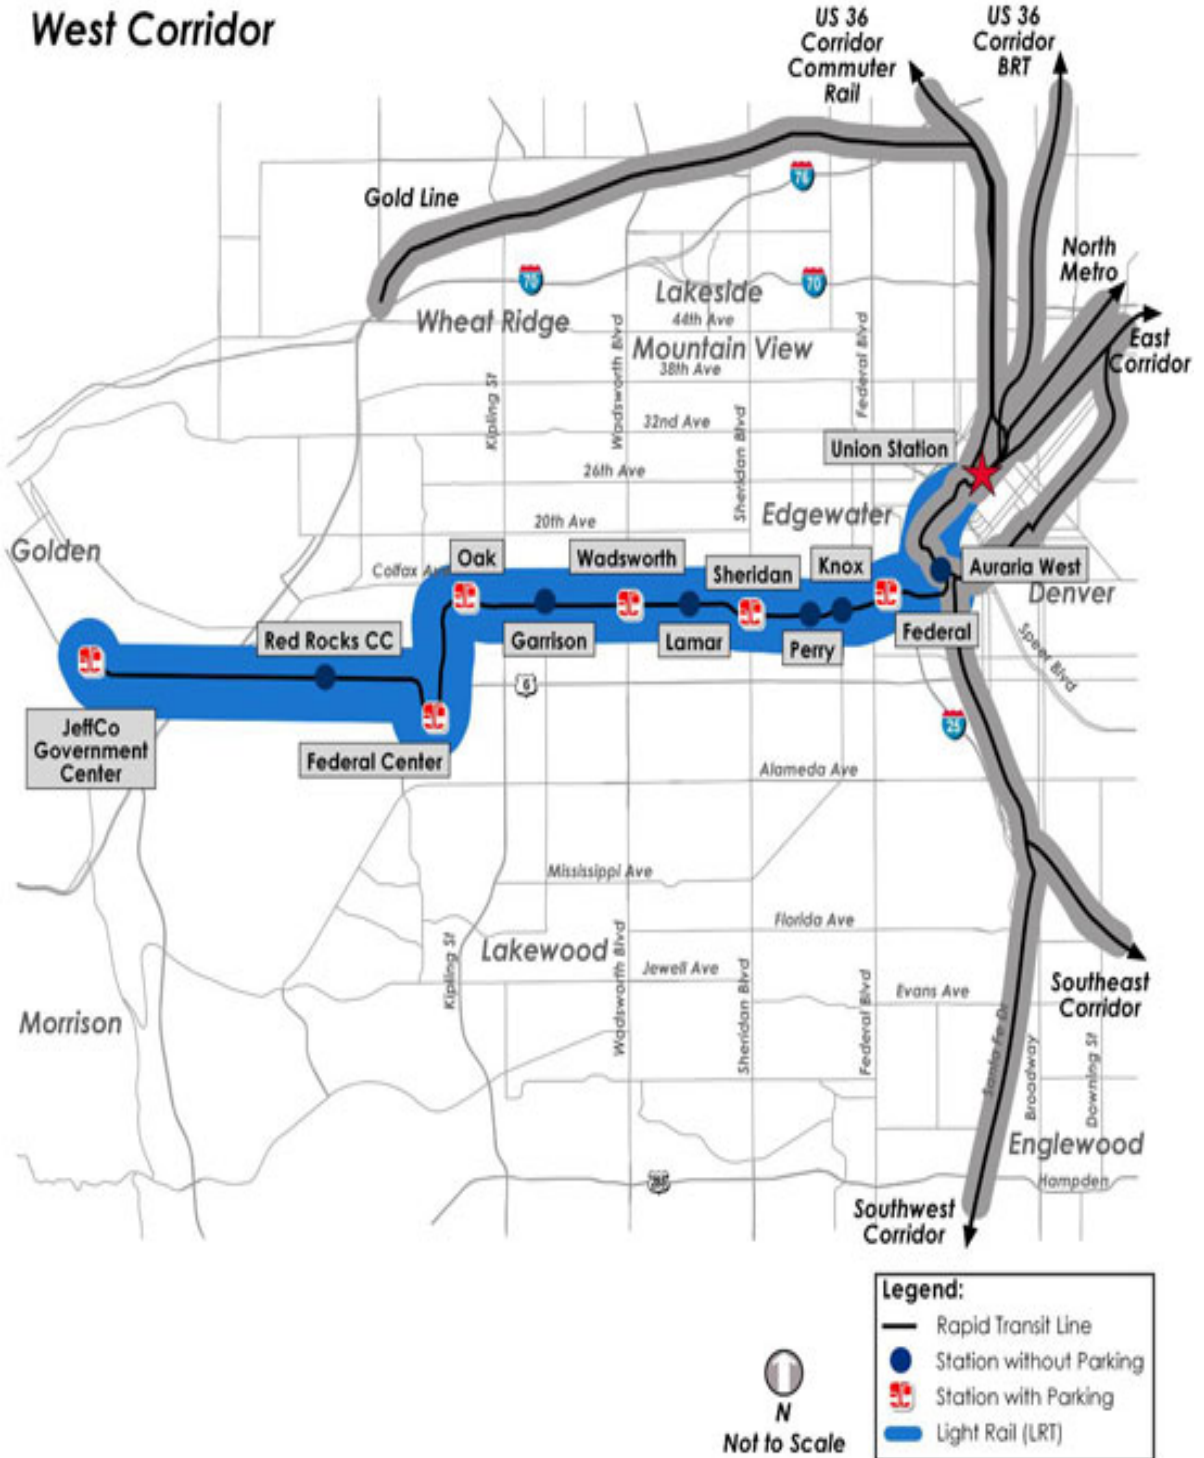 West Corridor
US 36
Corridor
Commuter
Rail
US 36
Corridor
BRT
Gold Line
76
North
Metro
70
70
Lakeside
44th Ave
Wheat Ridge
East
Corridor
Mountain View
38th Ave
Kipling St
Wadsworth Blvd
Federal Blvd
32nd Ave
Sheridan Blvd
Union Station
26th Ave
20th Ave
Edgewater
Golden
Colfax Ave
Oak
Wadsworth
Sheridan
Knox
Auraria West
Denver
Red Rocks CC
Garrison
Lamar
Perry
Federal
Speer Blvd
6
25
JeffCo
Government
Center
Federal Center
Alameda Ave
Mississippi Ave
Florida Ave
Lakewood
Kipling St
Wadsworth Blvd
Jewell Ave
Sheridan Blvd
Federal Blvd
Evans Ave
Southeast
Corridor
Morrison
Santa Fe Dr
Broadway
Downing St
Englewood
Hampden
Southwest
Corridor
Legend:
Rapid Transit Line
Station without Parking
Station with Parking
Light Rail (LRT)
N
Not to Scale